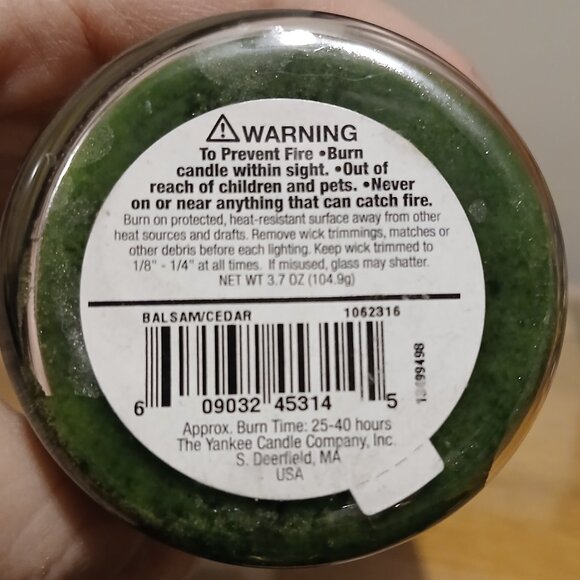 ⚠WARNING
To Prevent Fire •Burn
candle within sight. •Out of
reach of children and pets. •Never
on or near anything that can catch fire.
Burn on protected, heat-resistant surface away from other
heat sources and drafts. Remove wick trimmings, matches or
other debris before each lighting. Keep wick trimmed to
1/8" - 1/4" at all times. If misused, glass may shatter.
NET WT 3.7 OZ (104.9g)
BALSAM/CEDAR 1062316
6 09032 45314 5
Approx. Burn Time: 25-40 hours
The Yankee Candle Company, Inc.
S. Deerfield, MA
USA